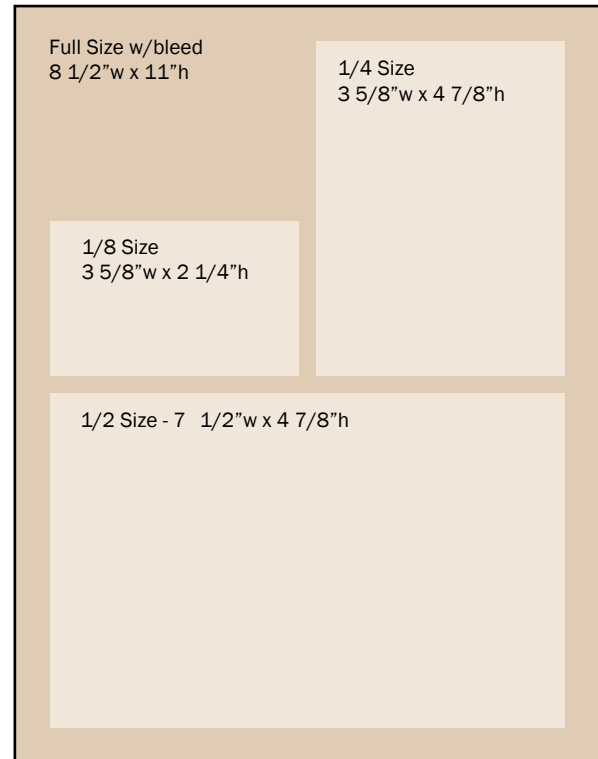 Full Size w/bleed
8 1/2”w x 11”h
1/4 Size
3 5/8”w x 4 7/8”h
1/8 Size
3 5/8”w x 2 1/4”h
1/2 Size - 7   1/2”w x 4 7/8”h